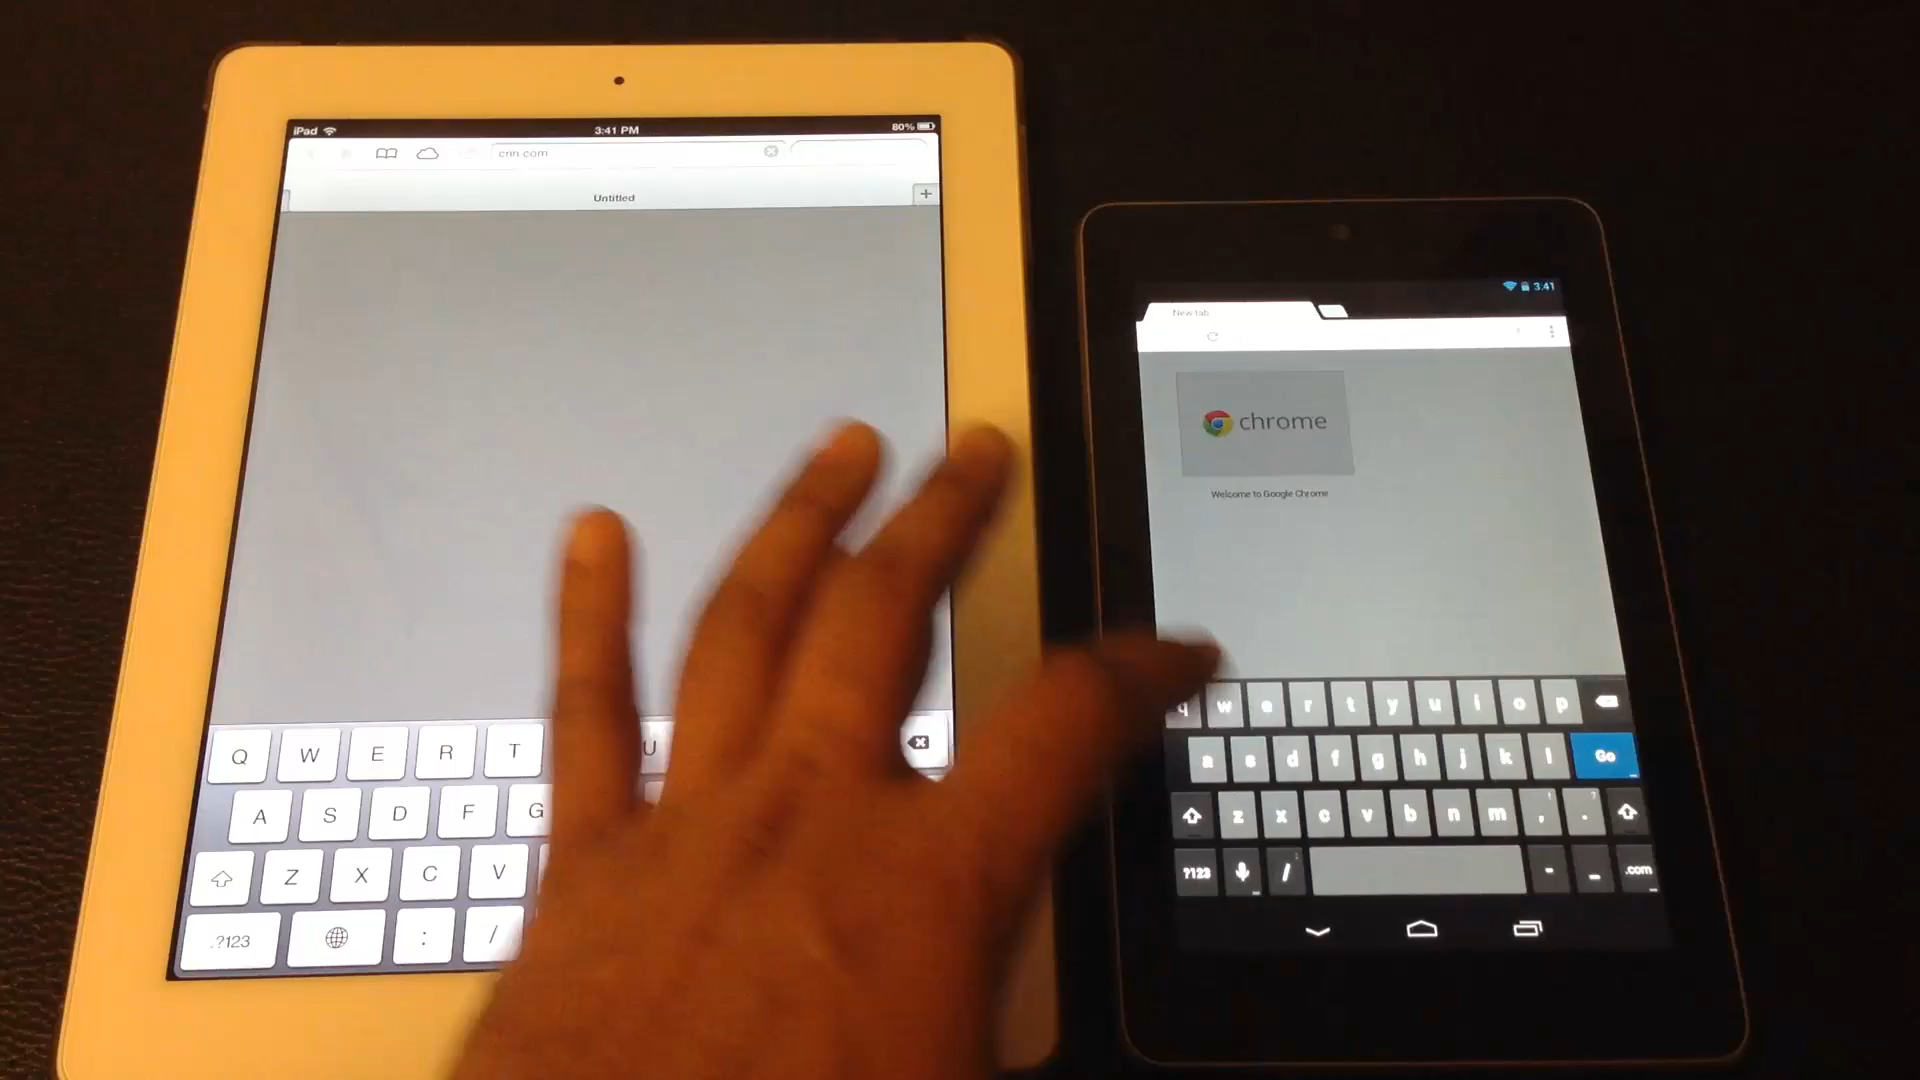 iPad
3:41 PM
80%
cnn.com
Untitled
+
Q W E R T U
A S D F G
Z X C V
.?123 : /
3:41
New tab
chrome
Welcome to Google Chrome
q w e r t y u i o p
a s d f g h j k l Go
z x c v b n m , ! . ?
?123 / : - _ .com